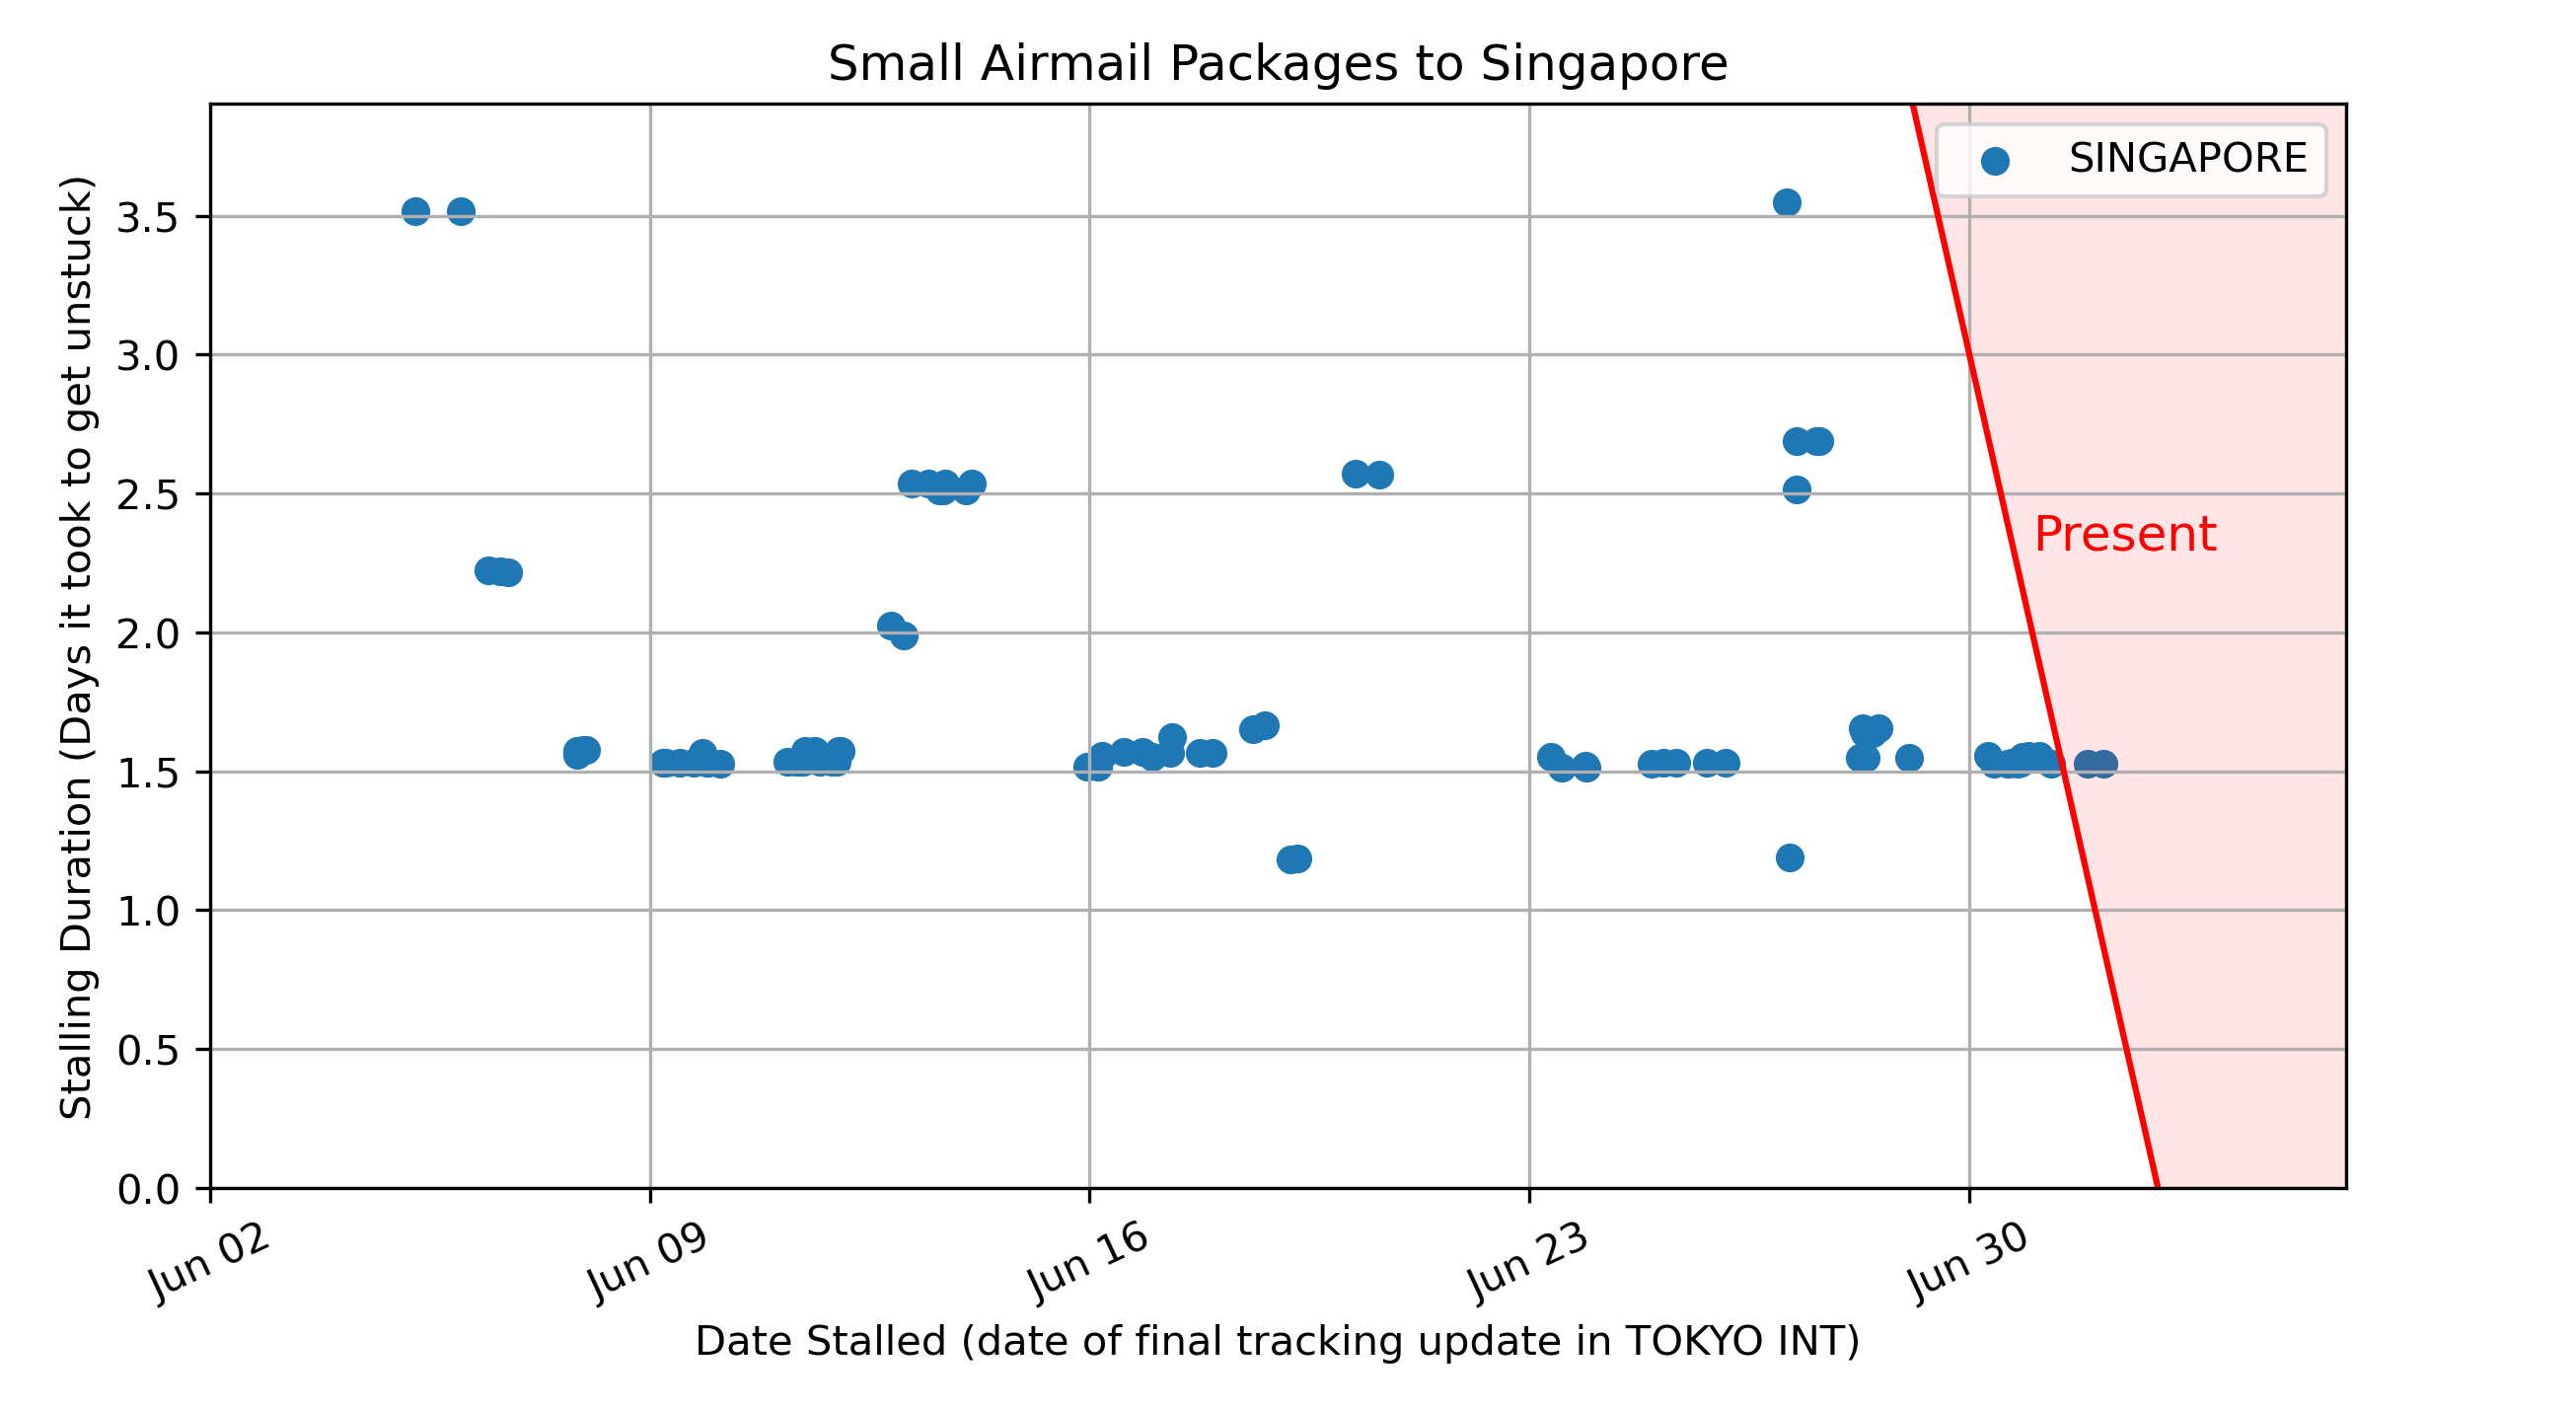 Small Airmail Packages to Singapore
SINGAPORE
Present
Stalling Duration (Days it took to get unstuck)
3.5
3.0
2.5
2.0
1.5
1.0
0.5
0.0
Jun 02
Jun 09
Jun 16
Jun 23
Jun 30
Date Stalled (date of final tracking update in TOKYO INT)